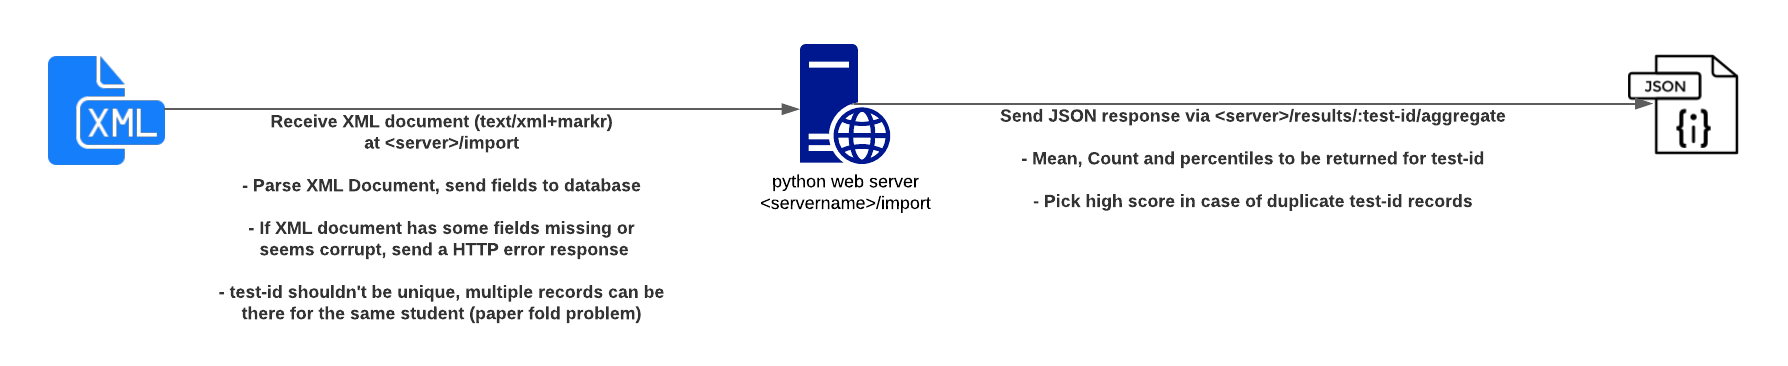 XML
Receive XML document (text/xml+markr)
at <server>/import
- Parse XML Document, send fields to database
- If XML document has some fields missing or
seems corrupt, send a HTTP error response
- test-id shouldn't be unique, multiple records can be
there for the same student (paper fold problem)
python web server
<servername>/import
Send JSON response via <server>/results/:test-id/aggregate
- Mean, Count and percentiles to be returned for test-id
- Pick high score in case of duplicate test-id records
JSON
{i}